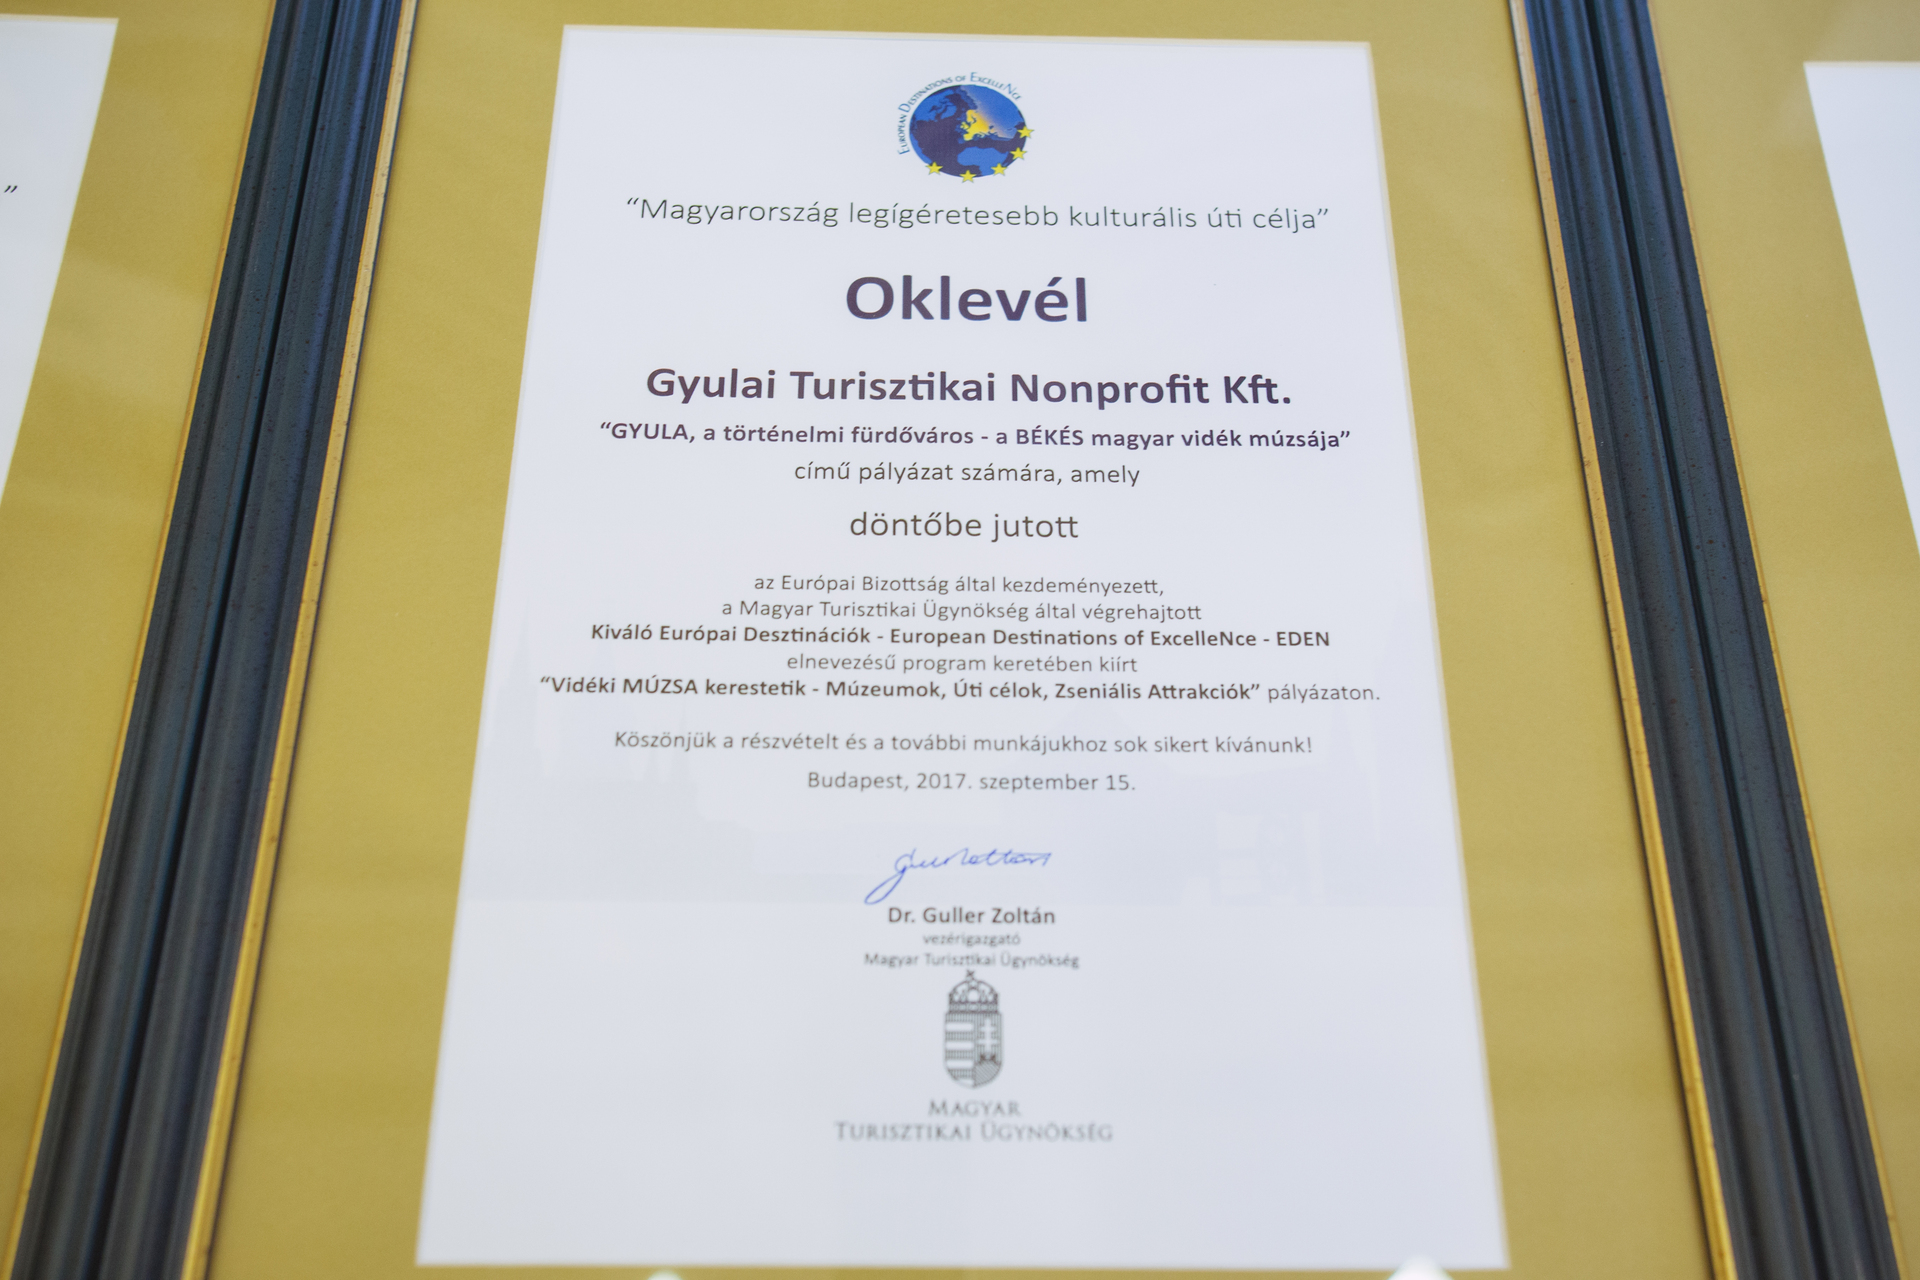 ”
EUROPEAN DESTINATIONS OF EXCELLENCE
“Magyarország legígéretesebb kulturális úti célja”
Oklevél
Gyulai Turisztikai Nonprofit Kft.
“GYULA, a történelmi fürdőváros - a BÉKÉS magyar vidék múzsája”
című pályázat számára, amely
döntőbe jutott
az Európai Bizottság által kezdeményezett,
a Magyar Turisztikai Ügynökség által végrehajtott
Kiváló Európai Desztinációk - European Destinations of ExcelleNce - EDEN
elnevezésű program keretében kiírt
“Vidéki MÚZSA kerestetik - Múzeumok, Úti célok, Zseniális Attrakciók” pályázaton.
Köszönjük a részvételt és a további munkájukhoz sok sikert kívánunk!
Budapest, 2017. szeptember 15.
Dr. Guller Zoltán
vezérigazgató
Magyar Turisztikai Ügynökség
MAGYAR
TURISZTIKAI ÜGYNÖKSÉG